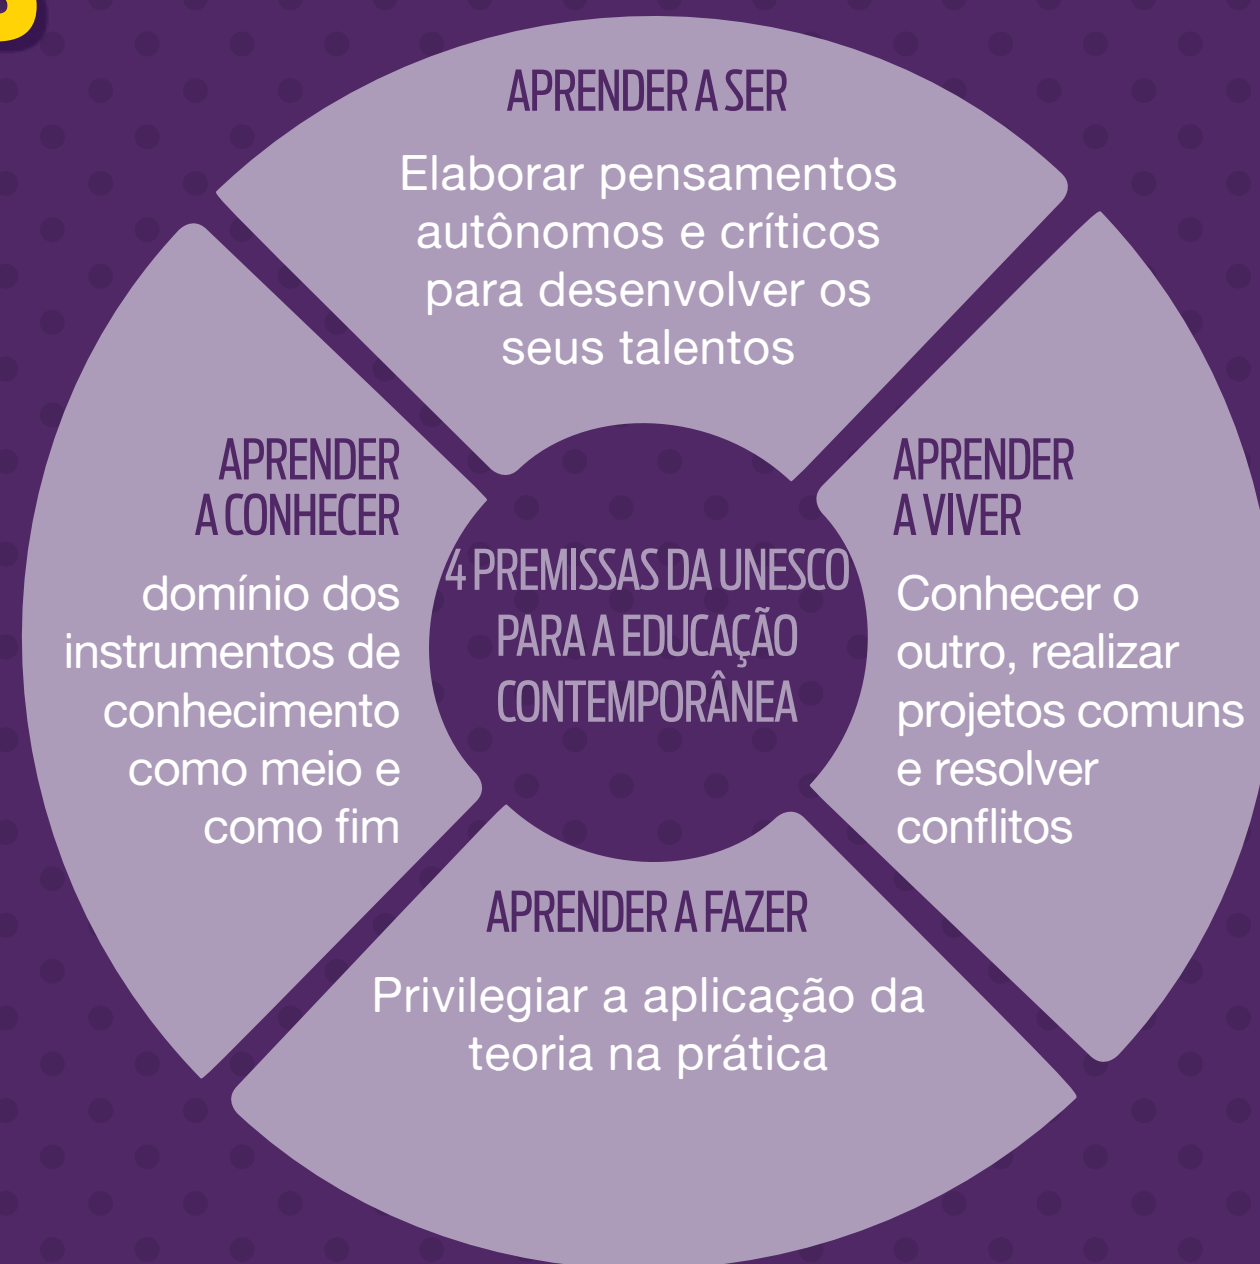 APRENDER A SER
Elaborar pensamentos
autônomos e críticos
para desenvolver os
seus talentos
APRENDER
A CONHECER
domínio dos
instrumentos de
conhecimento
como meio e
como fim
4 PREMISSAS DA UNESCO
PARA A EDUCAÇÃO
CONTEMPORÂNEA
APRENDER
A VIVER
Conhecer o
outro, realizar
projetos comuns
e resolver
conflitos
APRENDER A FAZER
Privilegiar a aplicação da
teoria na prática